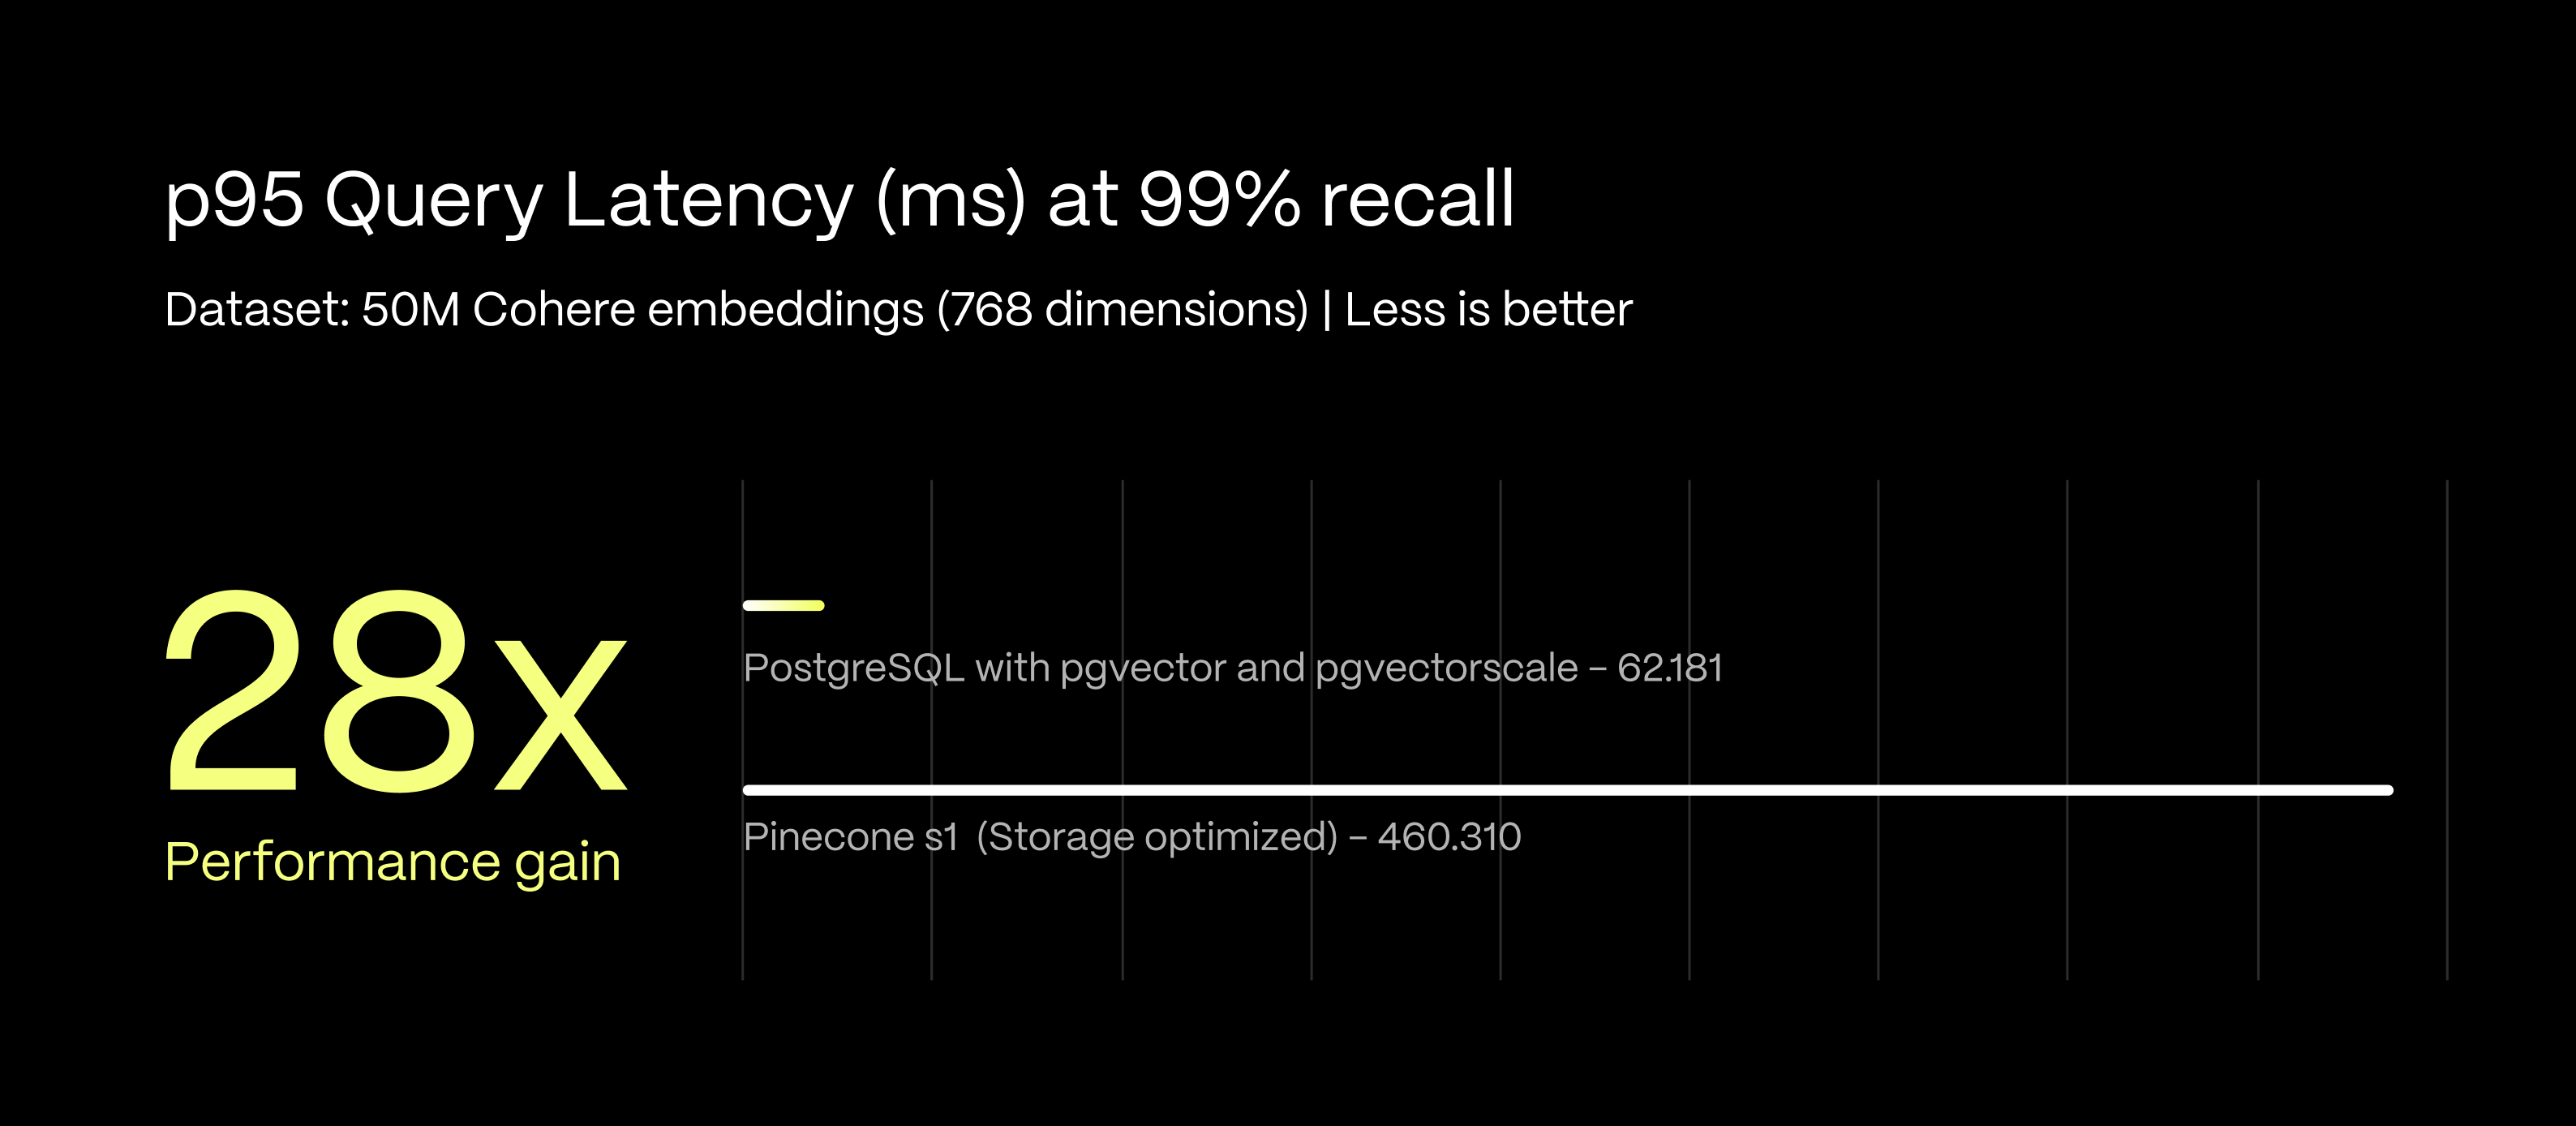 p95 Query Latency (ms) at 99% recall
Dataset: 50M Cohere embeddings (768 dimensions) | Less is better
28x
Performance gain
PostgreSQL with pgvector and pgvectorscale – 62.181
Pinecone s1 (Storage optimized) – 460.310